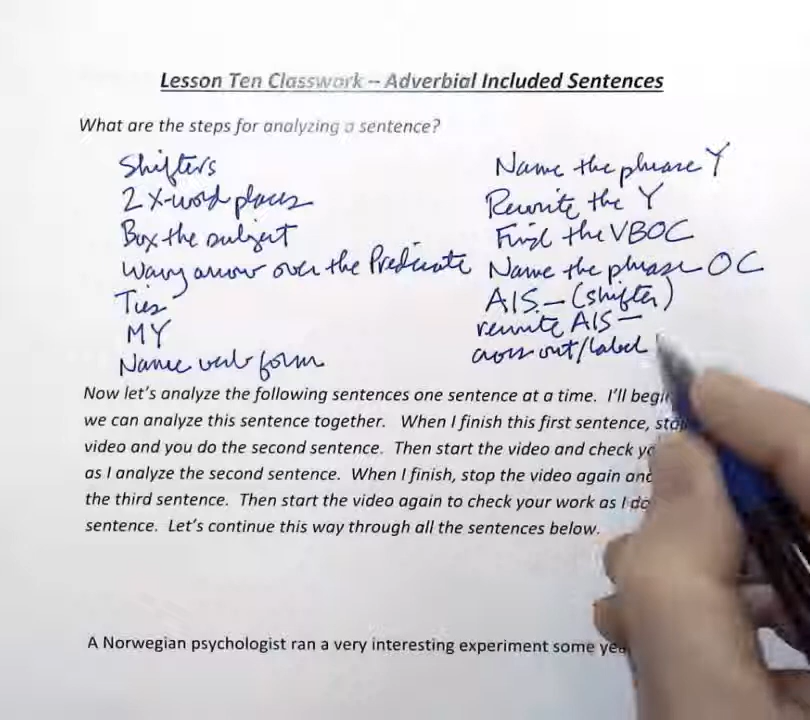 Lesson Ten Classwork – Adverbial Included Sentences
What are the steps for analyzing a sentence?
Shifters
2 X-word places
Box the subject
Wavy arrow over the Predicate
Ties
MY
Name verb form
Name the phrase Y
Rewrite the Y
Find the VBOC
Name the phrase OC
AIS – (shifter)
rewrite AIS –
cross out/label
Now let's analyze the following sentences one sentence at a time. I'll begin
we can analyze this sentence together. When I finish this first sentence, stop
video and you do the second sentence. Then start the video and check
as I analyze the second sentence. When I finish, stop the video again and
the third sentence. Then start the video again to check your work as I do
sentence. Let's continue this way through all the sentences below.
A Norwegian psychologist ran a very interesting experiment some